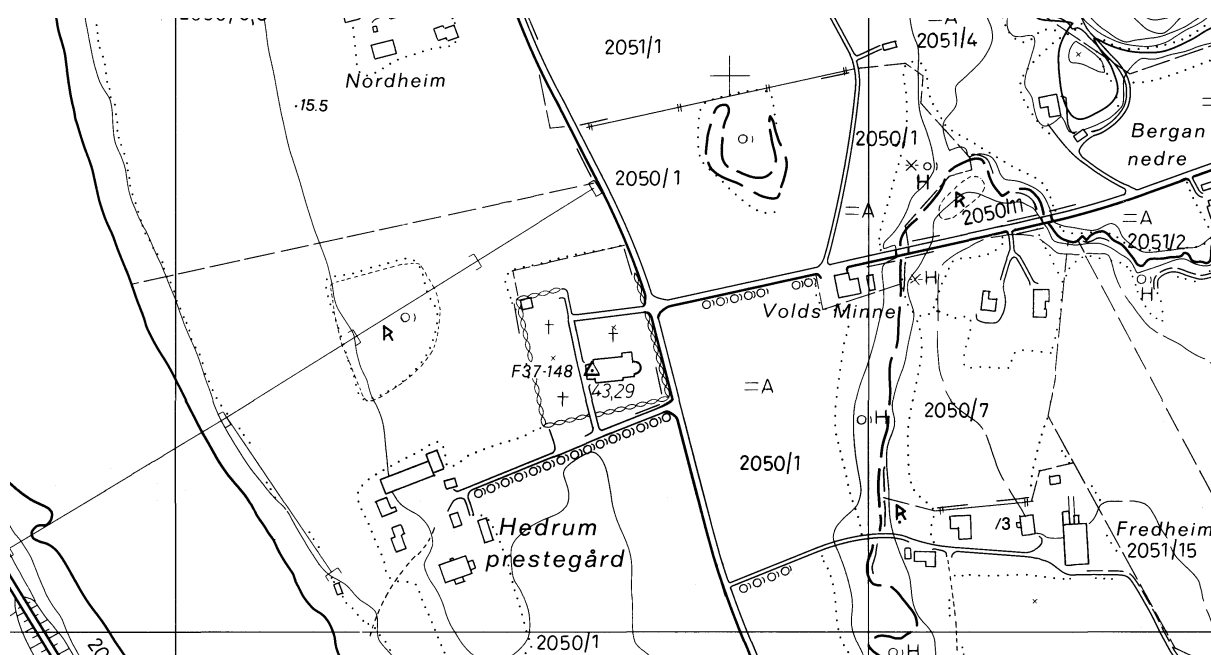 2051/1
2051/4
Nordheim
15.5
Bergan
nedre
2050/1
2050/1
H
R
2050/11
=A
=A
2051/2
H
H
Volds Minne
R
F37-148
43,29
=A
H
2050/7
2050/1
Hedrum
prestegård
R
13
Fredheim
2051/15
2050/1
H